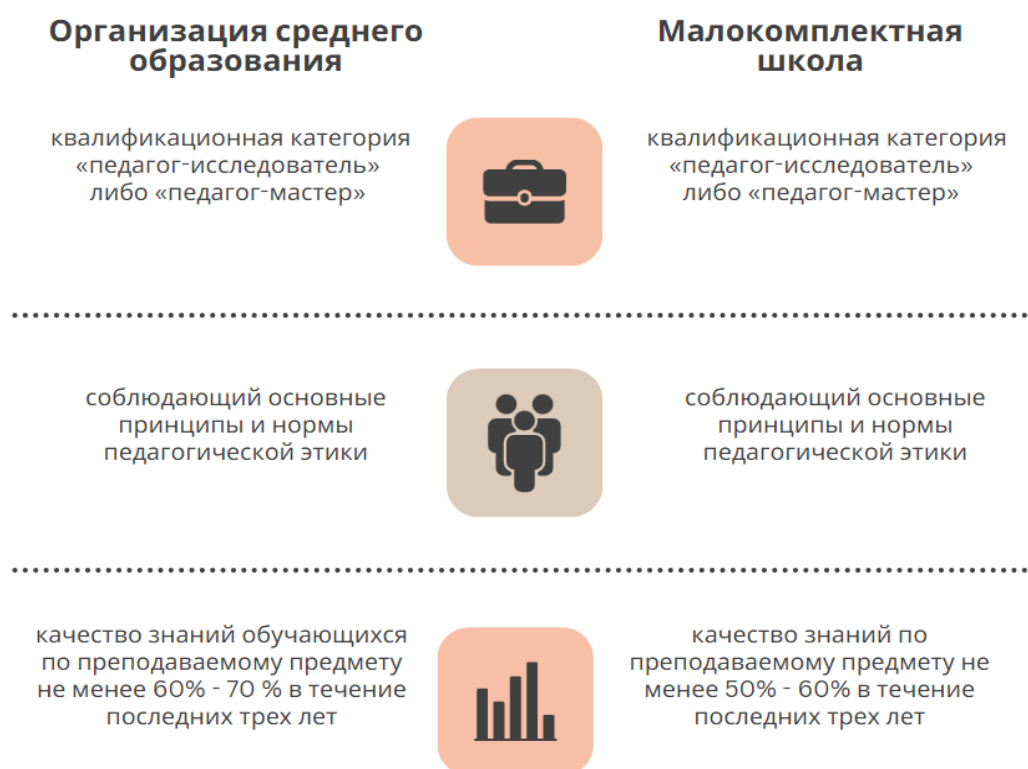 Организация среднего
образования
Малокомплектная
школа
квалификационная категория
«педагог-исследователь»
либо «педагог-мастер»
квалификационная категория
«педагог-исследователь»
либо «педагог-мастер»
соблюдающий основные
принципы и нормы
педагогической этики
соблюдающий основные
принципы и нормы
педагогической этики
качество знаний обучающихся
по преподаваемому предмету
не менее 60% - 70 % в течение
последних трех лет
качество знаний по
преподаваемому предмету не
менее 50% - 60% в течение
последних трех лет